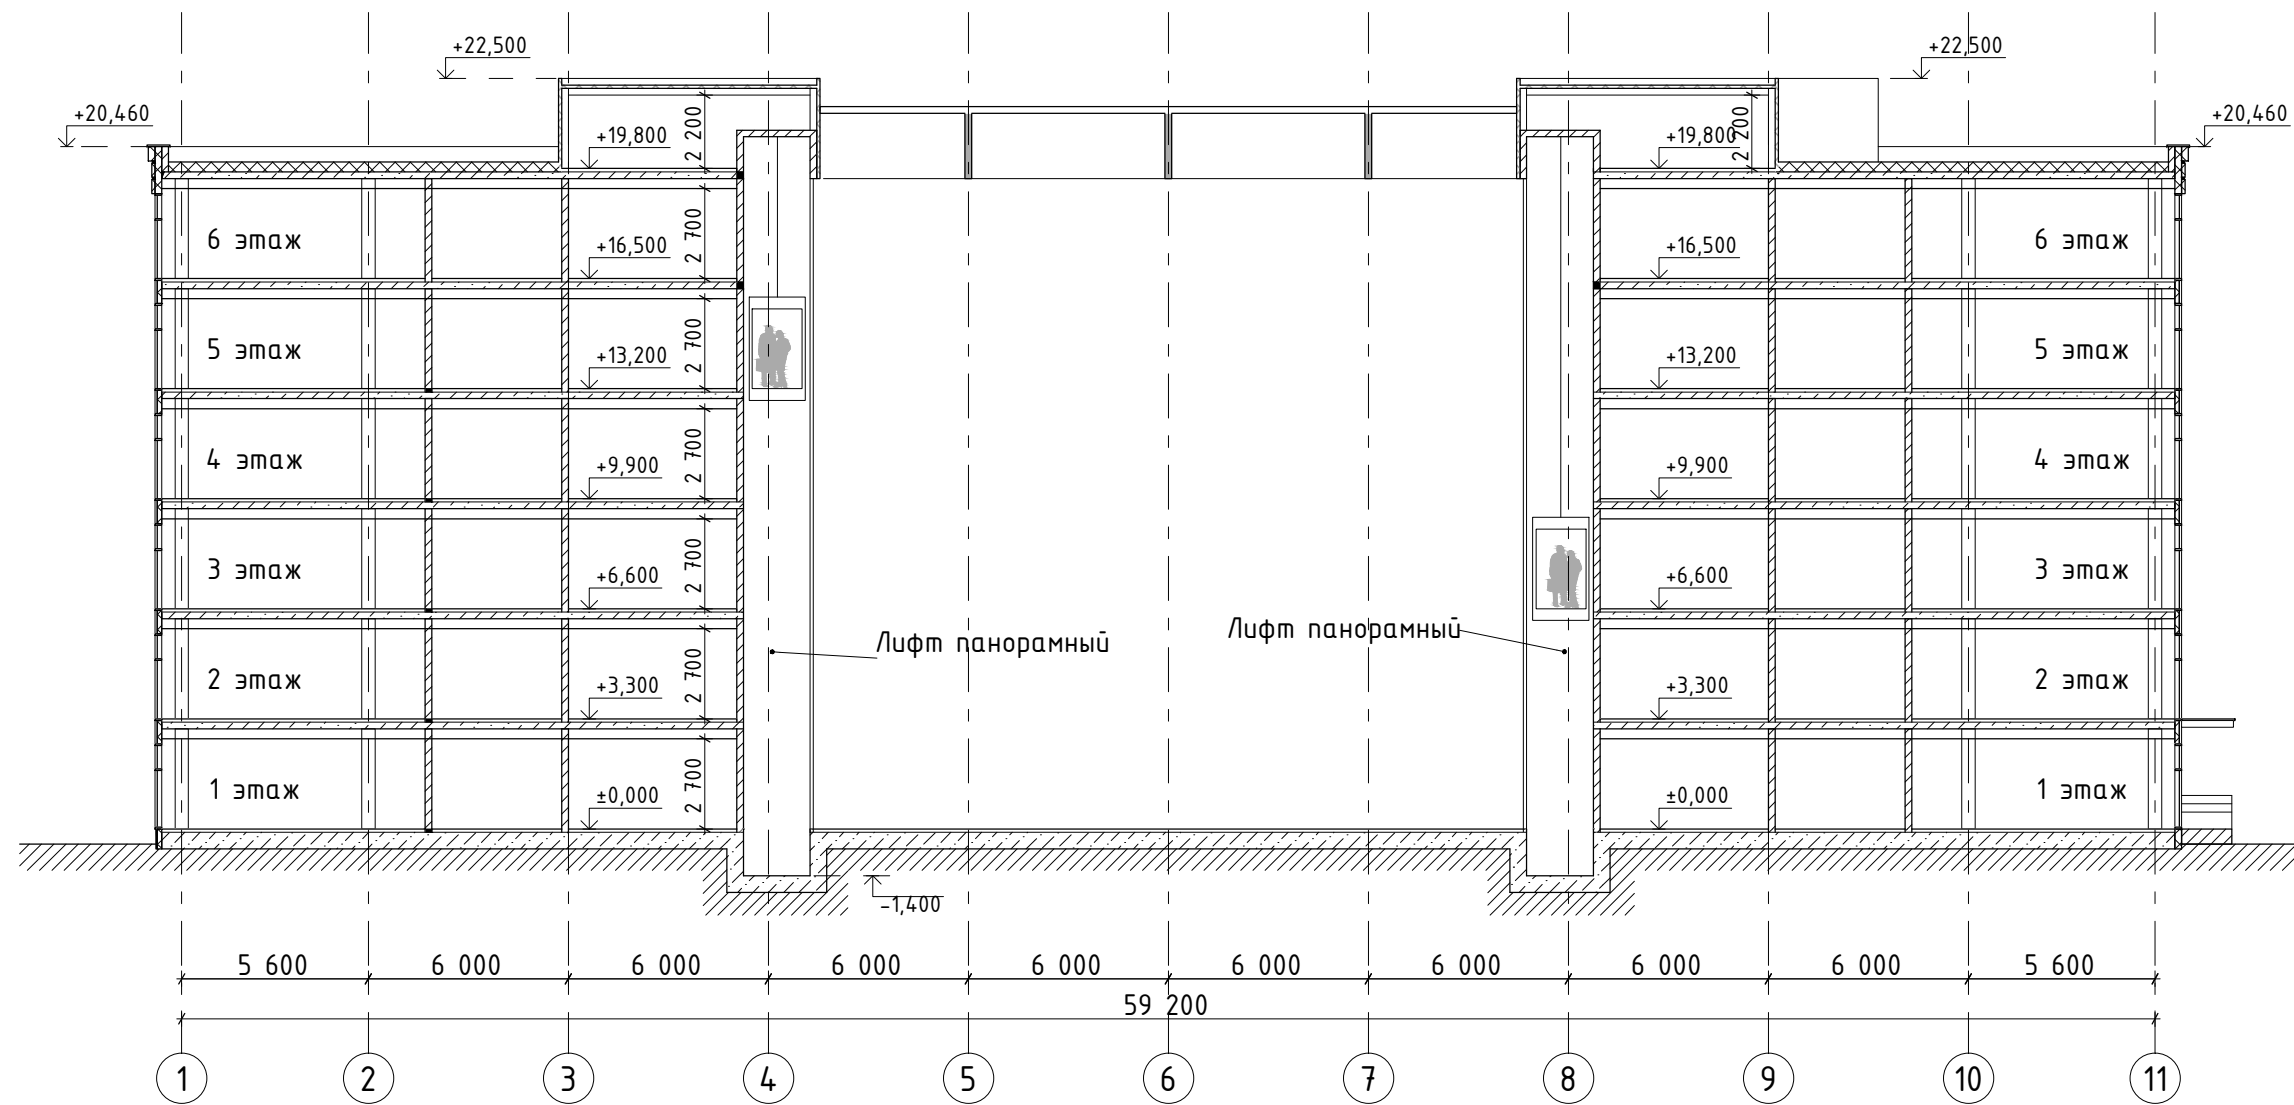 +22,500
+22,500
+20,460
+20,460
+19,800
2 200
+19,800
2 200
6 этаж
+16,500
2 700
+16,500
6 этаж
5 этаж
+13,200
2 700
+13,200
5 этаж
4 этаж
+9,900
2 700
+9,900
4 этаж
3 этаж
+6,600
2 700
+6,600
3 этаж
Лифт панорамный
Лифт панорамный
2 этаж
+3,300
2 700
+3,300
2 этаж
1 этаж
±0,000
2 700
±0,000
1 этаж
-1,400
5 600 6 000 6 000 6 000 6 000 6 000 6 000 6 000 6 000 5 600
59 200
1 2 3 4 5 6 7 8 9 10 11